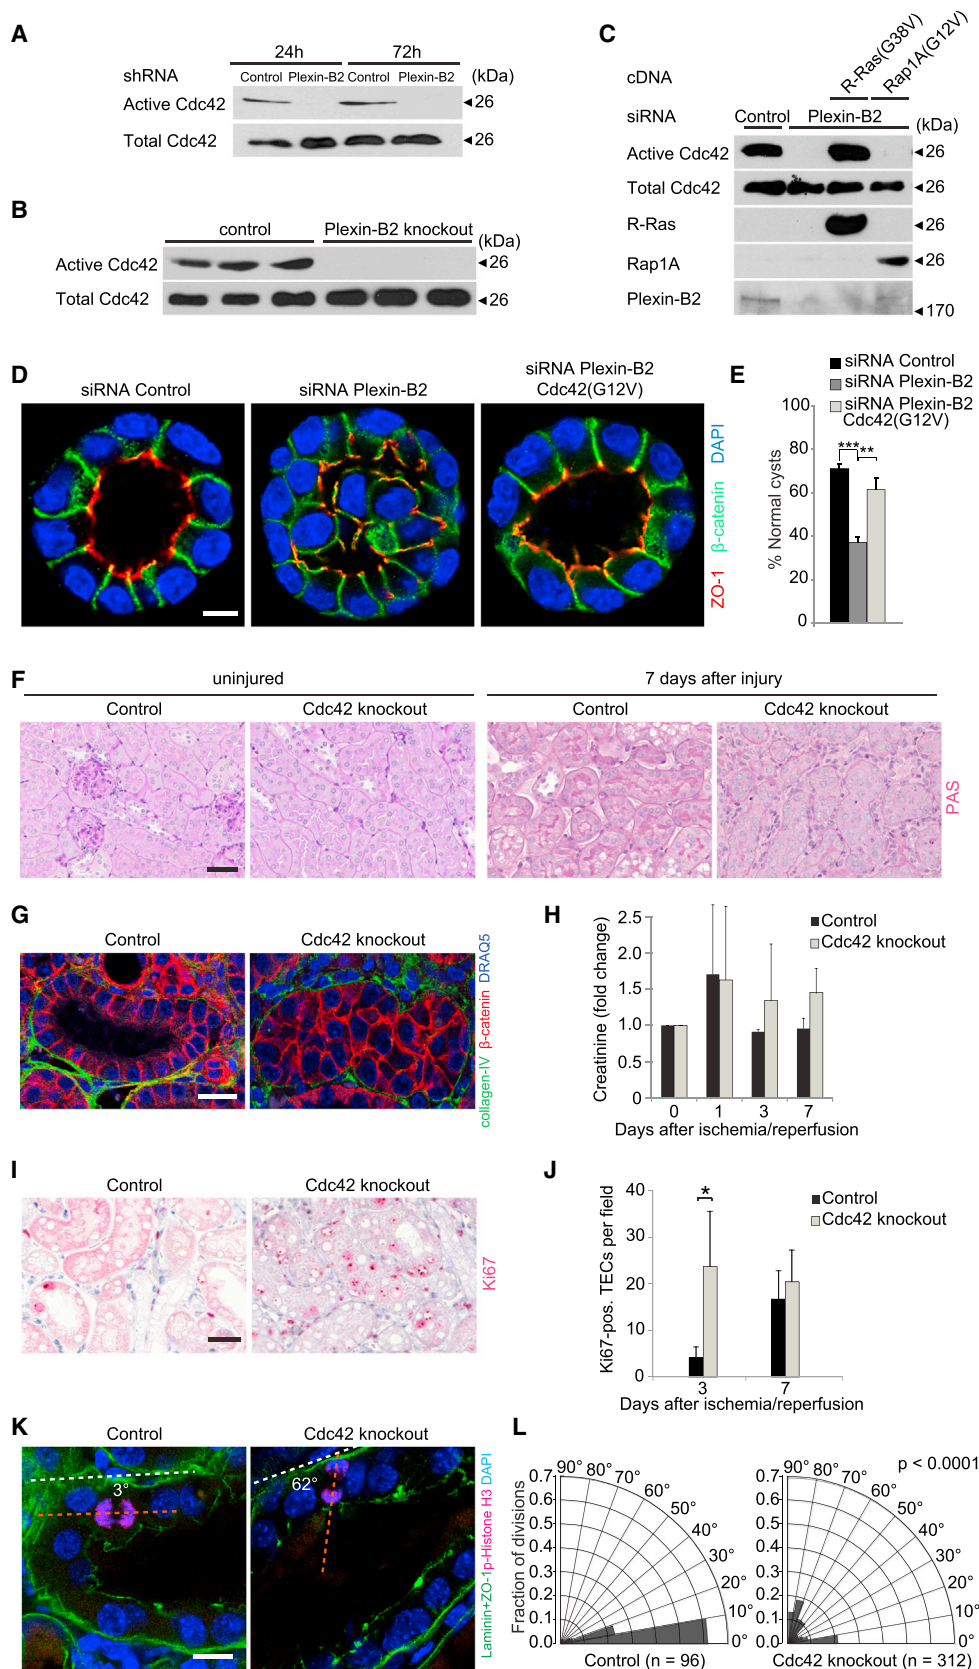 A
24h 72h
shRNA Control Plexin-B2 Control Plexin-B2 (kDa)
Active Cdc42 ◄26
Total Cdc42 ◄26
B
control Plexin-B2 knockout
(kDa)
Active Cdc42 ◄26
Total Cdc42 ◄26
C
cDNA R-Ras(G38V) Rap1A(G12V)
siRNA Control Plexin-B2
(kDa)
Active Cdc42 ◄26
Total Cdc42 ◄26
R-Ras ◄26
Rap1A ◄26
Plexin-B2 ◄170
D
siRNA Control siRNA Plexin-B2 siRNA Plexin-B2
Cdc42(G12V)
ZO-1 β-catenin DAPI
E
siRNA Control
siRNA Plexin-B2
siRNA Plexin-B2
Cdc42(G12V)
% Normal cysts
100
80
60
40
20
0
*** **
F
uninjured 7 days after injury
Control Cdc42 knockout Control Cdc42 knockout
PAS
G
Control Cdc42 knockout
collagen-IV β-catenin DRAQ5
H
Control
Cdc42 knockout
Creatinine (fold change)
2.5
2.0
1.5
1.0
0.5
0
0 1 3 7
Days after ischemia/reperfusion
I
Control Cdc42 knockout
Ki67
J
Control
Cdc42 knockout
Ki67-pos. TECs per field
40
30
20
10
0
*
3 7
Days after ischemia/reperfusion
K
Control Cdc42 knockout
3°
62°
Laminin+ZO-1 p-Histone H3 DAPI
L
p < 0.0001
Fraction of divisions
0.7
0.6
0.5
0.4
0.3
0.2
0.1
0.0
90° 80° 70° 60° 50° 40° 30° 20° 10° 0°
Control (n = 96)
0.7
0.6
0.5
0.4
0.3
0.2
0.1
0.0
90° 80° 70° 60° 50° 40° 30° 20° 10° 0°
Cdc42 knockout (n = 312)